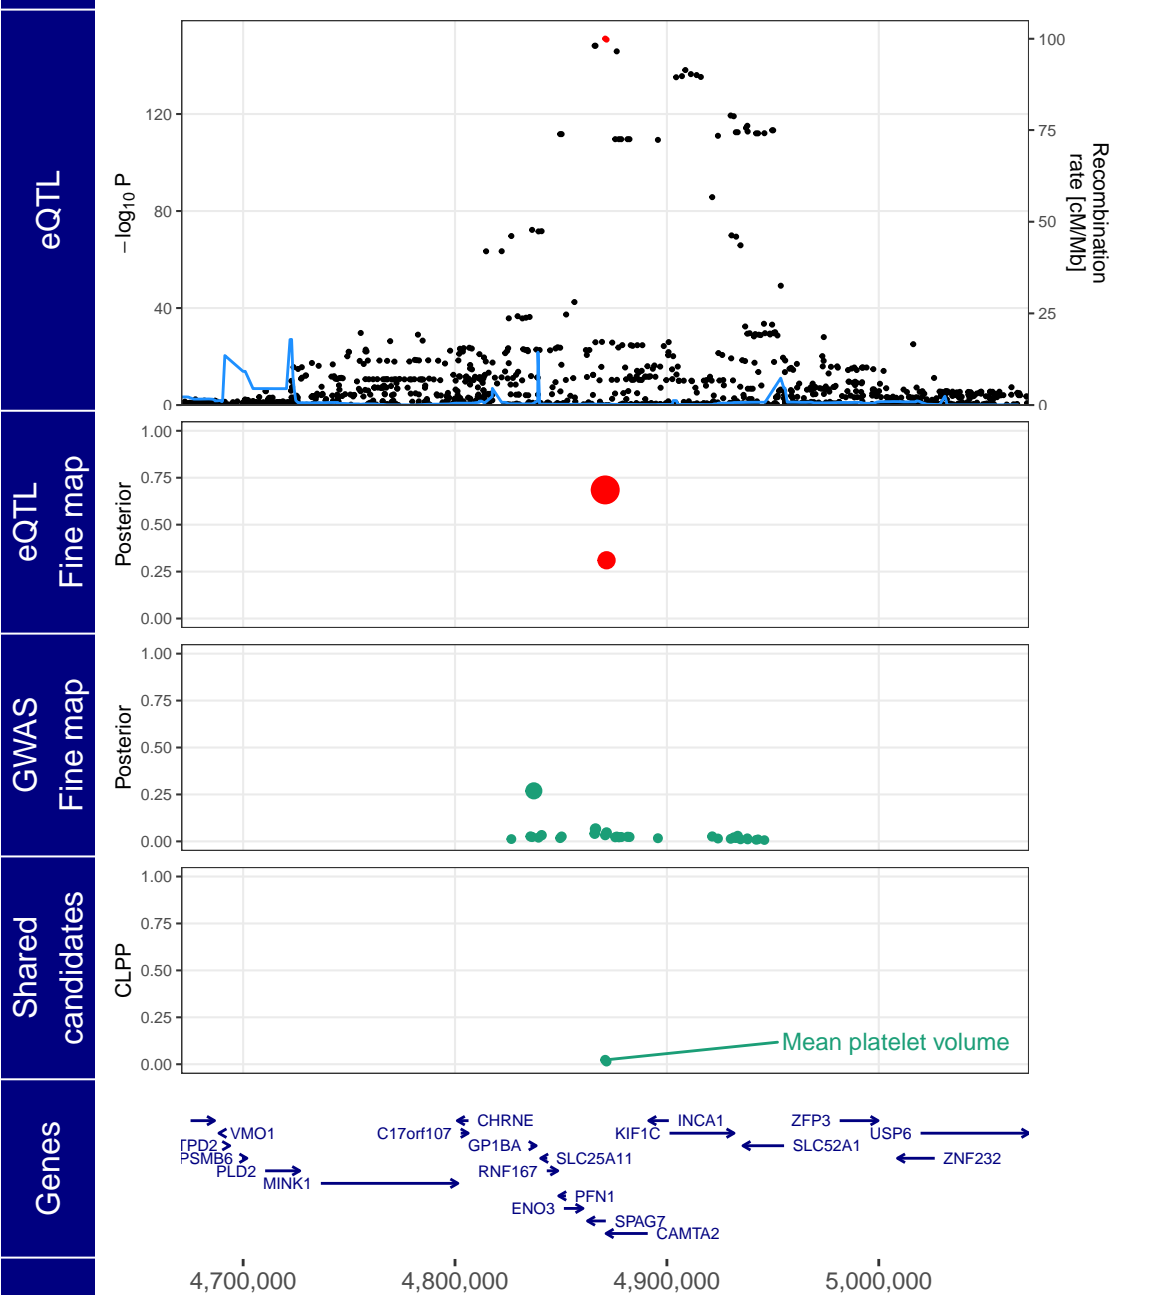 eQTL
−log10 P
120
80
40
0
100
75
50
25
0
Recombination
rate [cM/Mb]
eQTL
Fine map
Posterior
1.00
0.75
0.50
0.25
0.00
GWAS
Fine map
Posterior
1.00
0.75
0.50
0.25
0.00
Shared
candidates
CLPP
1.00
0.75
0.50
0.25
0.00
Mean platelet volume
Genes
CHRNE
INCA1
ZFP3
VMO1
C17orf107
KIF1C
USP6
TPD2
GP1BA
SLC52A1
PSMB6
SLC25A11
ZNF232
PLD2
RNF167
MINK1
PFN1
ENO3
SPAG7
CAMTA2
4,700,000
4,800,000
4,900,000
5,000,000